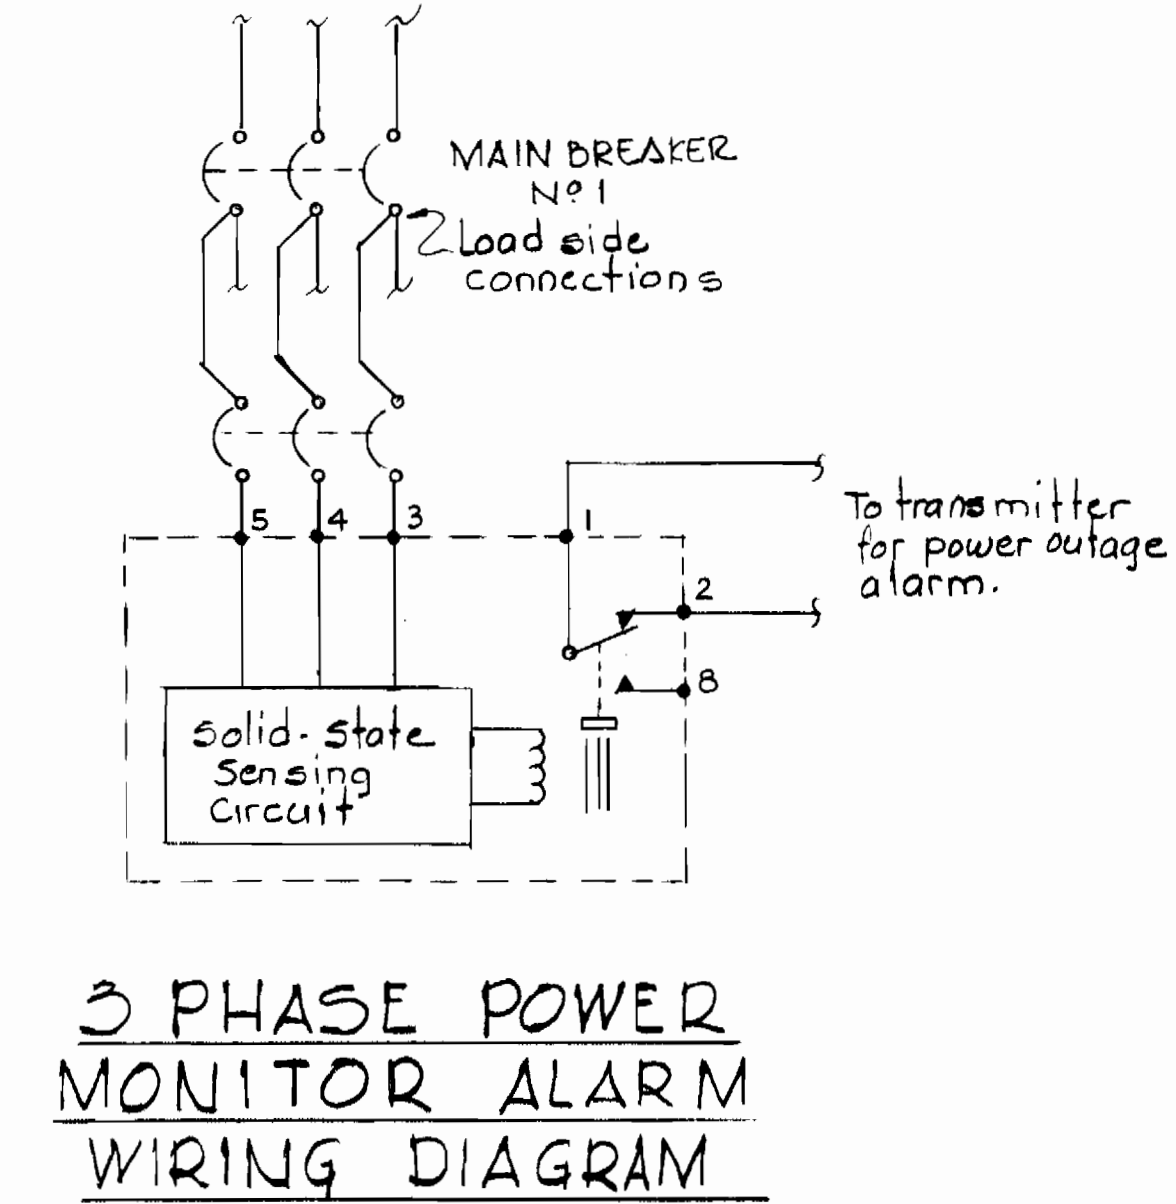 MAIN BREAKER
Nº 1
Load side
connections
5
4
3
1
To transmitter
for power outage
alarm.
2
8
Solid-State
Sensing
Circuit
3 PHASE POWER
MONITOR ALARM
WIRING DIAGRAM